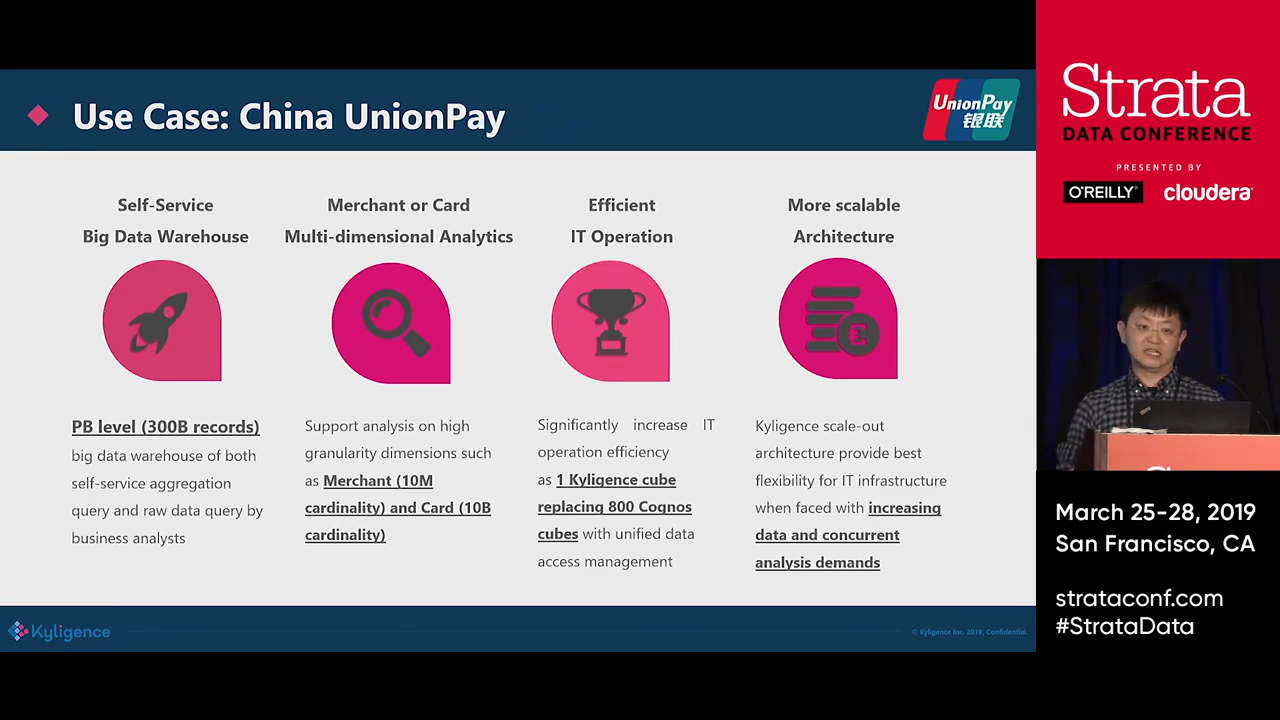 Use Case: China UnionPay
UnionPay
银联
Self-Service
Big Data Warehouse
PB level (300B records)
big data warehouse of both
self-service aggregation
query and raw data query by
business analysts
Merchant or Card
Multi-dimensional Analytics
Support analysis on high
granularity dimensions such
as Merchant (10M
cardinality) and Card (10B
cardinality)
Efficient
IT Operation
Significantly increase IT
operation efficiency
as 1 Kyligence cube
replacing 800 Cognos
cubes with unified data
access management
More scalable
Architecture
€
Kyligence scale-out
architecture provide best
flexibility for IT infrastructure
when faced with increasing
data and concurrent
analysis demands
Kyligence
© Kyligence Inc. 2019, Confidential.
Strata
DATA CONFERENCE
PRESENTED BY
O'REILLY®
cloudera®
March 25-28, 2019
San Francisco, CA
strataconf.com
#StrataData